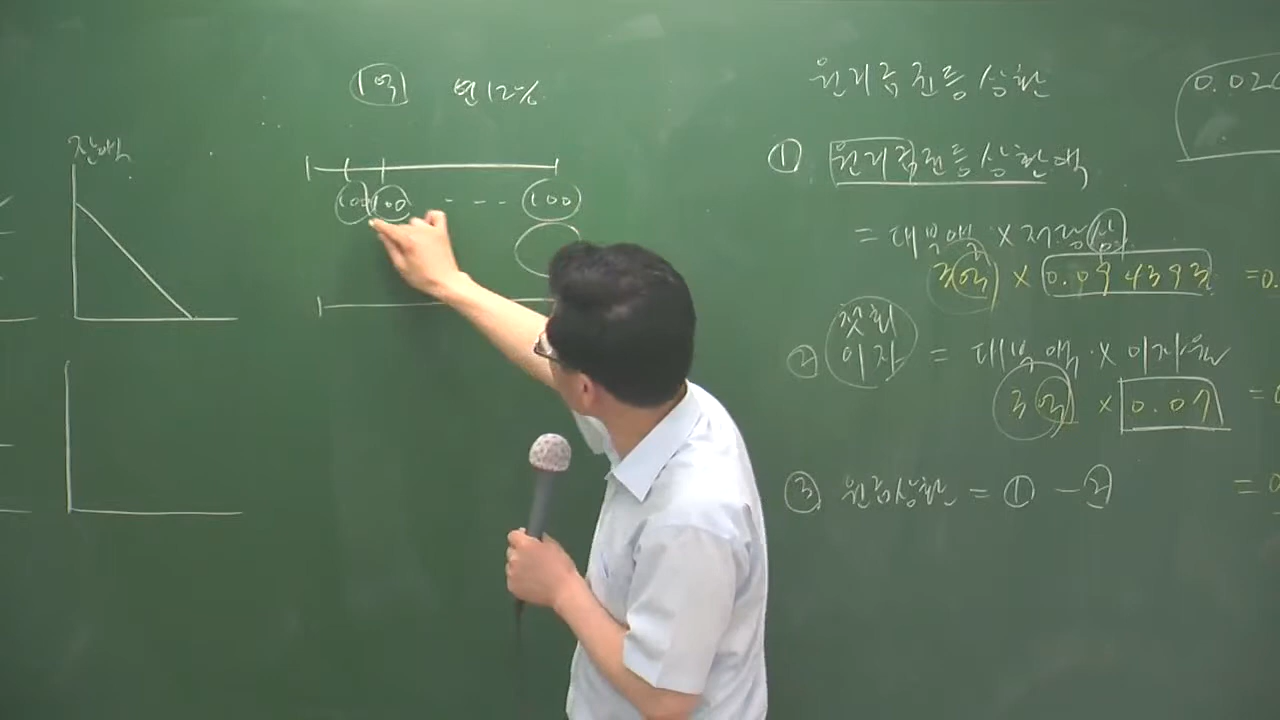 잔액
1억 연12%
100 100 - - - 100
원리금균등상환
① 원리금균등상환액
= 대부액 × 저당상
3억 × 0.094393 = 0.
② 첫회 이자 = 대부액 × 이자율
3억 × 0.07 =
③ 원금상환 = ① - ② =
0.020